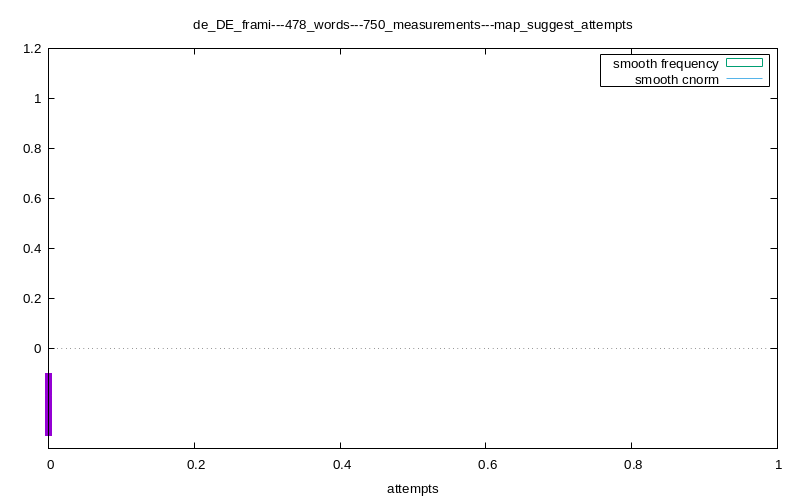 de_DE_frami---478_words---750_measurements---map_suggest_attempts
1.2
smooth frequency
smooth cnorm
1
0.8
0.6
0.4
0.2
0
0 0.2 0.4 0.6 0.8 1
attempts